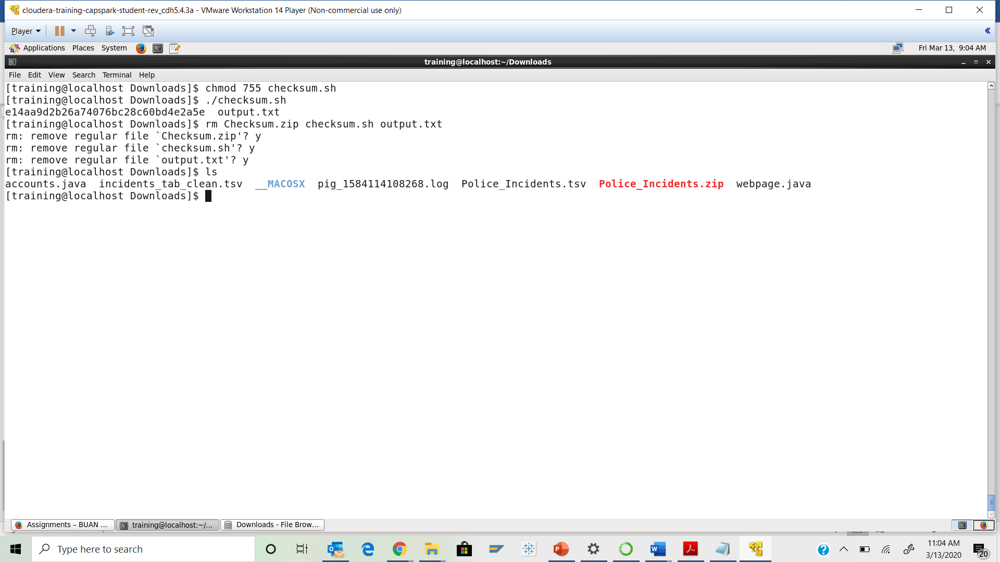 cloudera-training-capspark-student-rev_cdh5.4.3a - VMware Workstation 14 Player (Non-commercial use only)
Player
Applications Places System Fri Mar 13, 9:04 AM
training@localhost:~/Downloads
File Edit View Search Terminal Help
[training@localhost Downloads]$ chmod 755 checksum.sh
[training@localhost Downloads]$ ./checksum.sh
e14aa9d2b26a74076bc28c60bd4e2a5e  output.txt
[training@localhost Downloads]$ rm Checksum.zip checksum.sh output.txt
rm: remove regular file `Checksum.zip'? y
rm: remove regular file `checksum.sh'? y
rm: remove regular file `output.txt'? y
[training@localhost Downloads]$ ls
accounts.java  incidents_tab_clean.tsv  __MACOSX  pig_1584114108268.log  Police_Incidents.tsv  Police_Incidents.zip  webpage.java
[training@localhost Downloads]$
Assignments – BUAN ... training@localhost:~/... Downloads - File Brow...
Type here to search
11:04 AM
3/13/2020
20